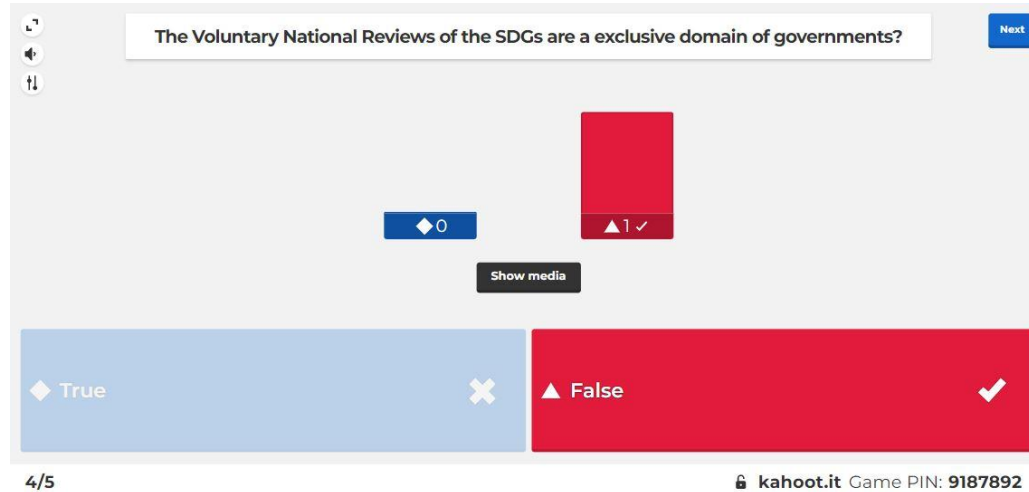 The Voluntary National Reviews of the SDGs are a exclusive domain of governments?
Next
0
1
Show media
True
False
4/5
kahoot.it Game PIN: 9187892